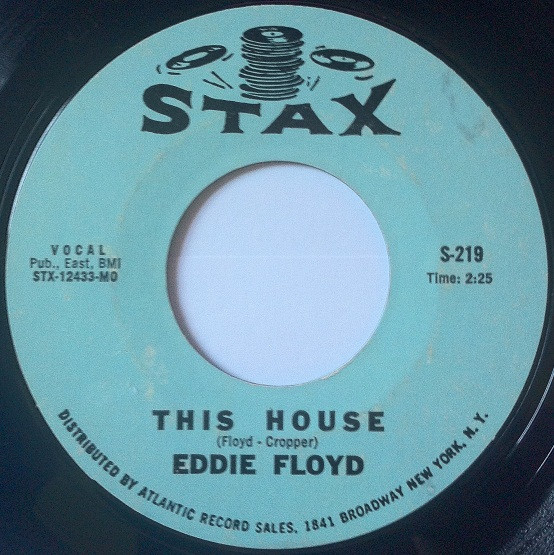 STAX
VOCAL
Pub., East, BMI
STX-12433-MO
S-219
Time: 2:25
THIS HOUSE
(Floyd - Cropper)
EDDIE FLOYD
DISTRIBUTED BY ATLANTIC RECORD SALES, 1841 BROADWAY NEW YORK, N. Y.